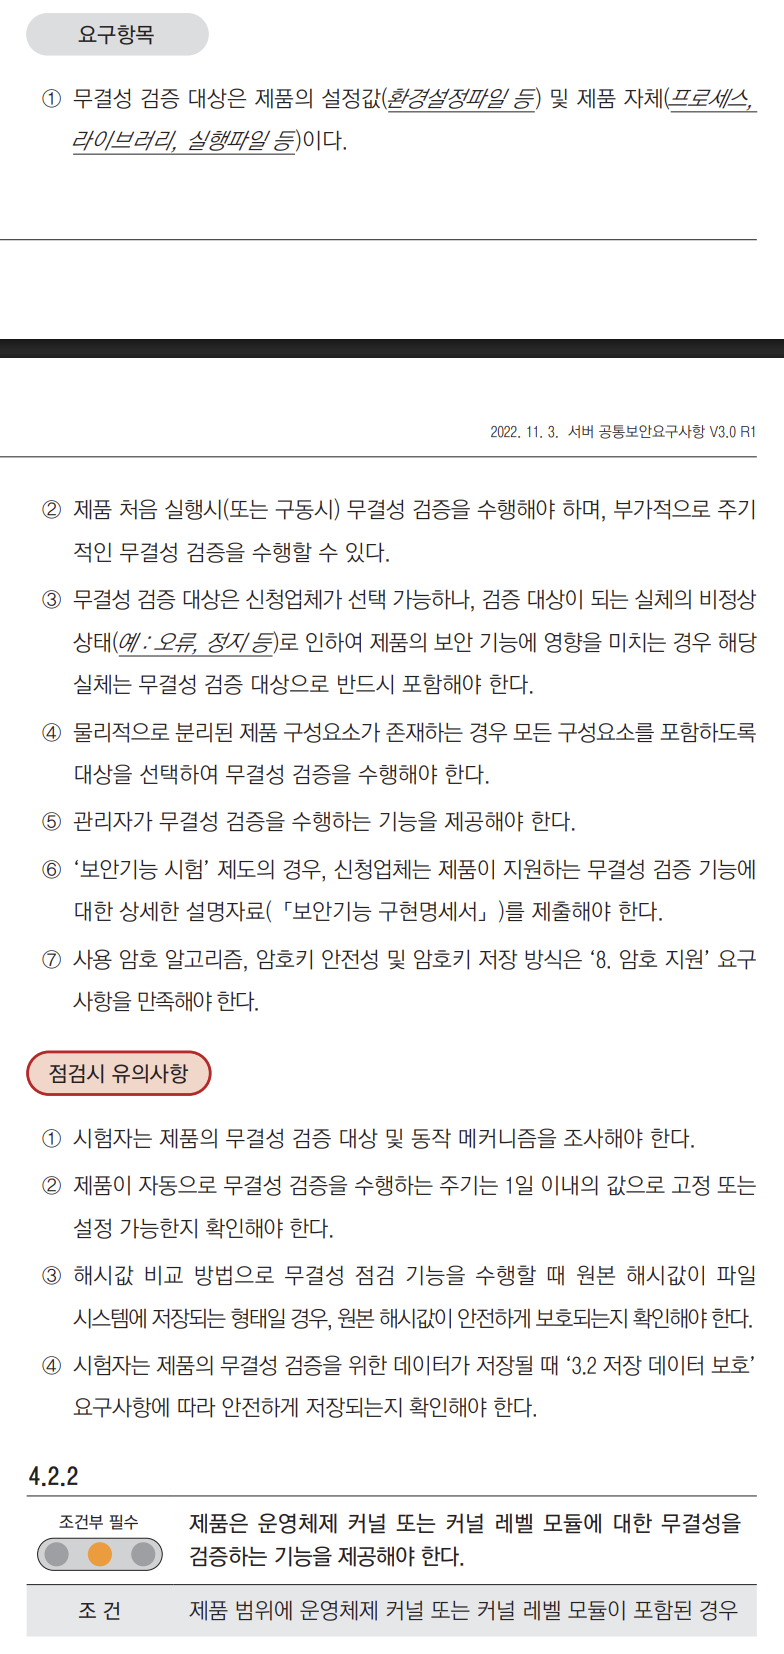 요구항목
① 무결성 검증 대상은 제품의 설정값(환경설정파일 등) 및 제품 자체(프로세스,
라이브러리, 실행파일 등)이다.
2022. 11. 3. 서버 공통보안요구사항 V3.0 R1
② 제품 처음 실행시(또는 구동시) 무결성 검증을 수행해야 하며, 부가적으로 주기
적인 무결성 검증을 수행할 수 있다.
③ 무결성 검증 대상은 신청업체가 선택 가능하나, 검증 대상이 되는 실체의 비정상
상태(예 : 오류, 정지 등)로 인하여 제품의 보안 기능에 영향을 미치는 경우 해당
실체는 무결성 검증 대상으로 반드시 포함해야 한다.
④ 물리적으로 분리된 제품 구성요소가 존재하는 경우 모든 구성요소를 포함하도록
대상을 선택하여 무결성 검증을 수행해야 한다.
⑤ 관리자가 무결성 검증을 수행하는 기능을 제공해야 한다.
⑥ ‘보안기능 시험’ 제도의 경우, 신청업체는 제품이 지원하는 무결성 검증 기능에
대한 상세한 설명자료(「보안기능 구현명세서」)를 제출해야 한다.
⑦ 사용 암호 알고리즘, 암호키 안전성 및 암호키 저장 방식은 ‘8. 암호 지원’ 요구
사항을 만족해야 한다.
점검시 유의사항
① 시험자는 제품의 무결성 검증 대상 및 동작 메커니즘을 조사해야 한다.
② 제품이 자동으로 무결성 검증을 수행하는 주기는 1일 이내의 값으로 고정 또는
설정 가능한지 확인해야 한다.
③ 해시값 비교 방법으로 무결성 점검 기능을 수행할 때 원본 해시값이 파일
시스템에 저장되는 형태일 경우, 원본 해시값이 안전하게 보호되는지 확인해야 한다.
④ 시험자는 제품의 무결성 검증을 위한 데이터가 저장될 때 ‘3.2 저장 데이터 보호’
요구사항에 따라 안전하게 저장되는지 확인해야 한다.
4.2.2
조건부 필수
제품은 운영체제 커널 또는 커널 레벨 모듈에 대한 무결성을
검증하는 기능을 제공해야 한다.
조 건
제품 범위에 운영체제 커널 또는 커널 레벨 모듈이 포함된 경우